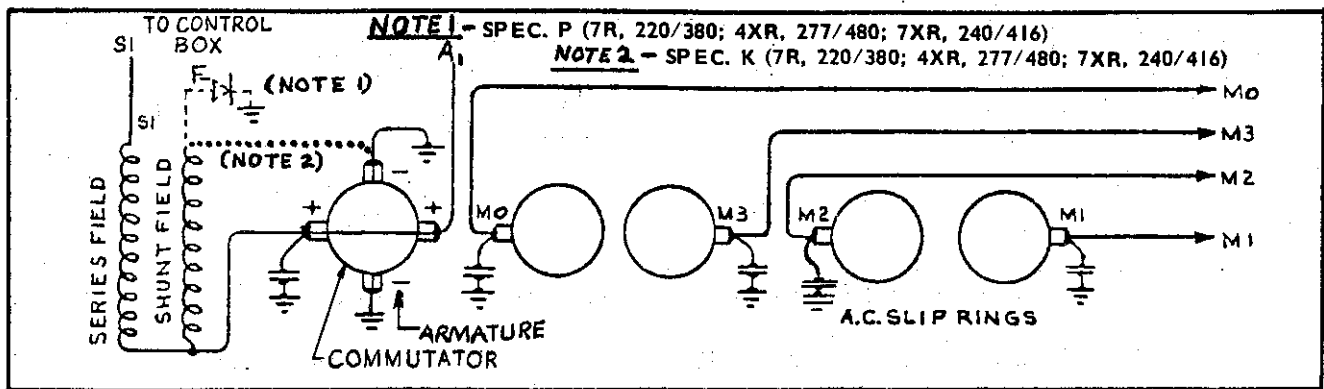 TO CONTROL BOX
NOTE 1 - SPEC. P (7R, 220/380; 4XR, 277/480; 7XR, 240/416)
NOTE 2 - SPEC. K (7R, 220/380; 4XR, 277/480; 7XR, 240/416)
S1
A1
F
(NOTE 1)
S1
(NOTE 2)
SERIES FIELD
SHUNT FIELD
+
-
+
-
M0
M3
M2
M1
M0
M3
M2
M1
ARMATURE
COMMUTATOR
A.C. SLIP RINGS